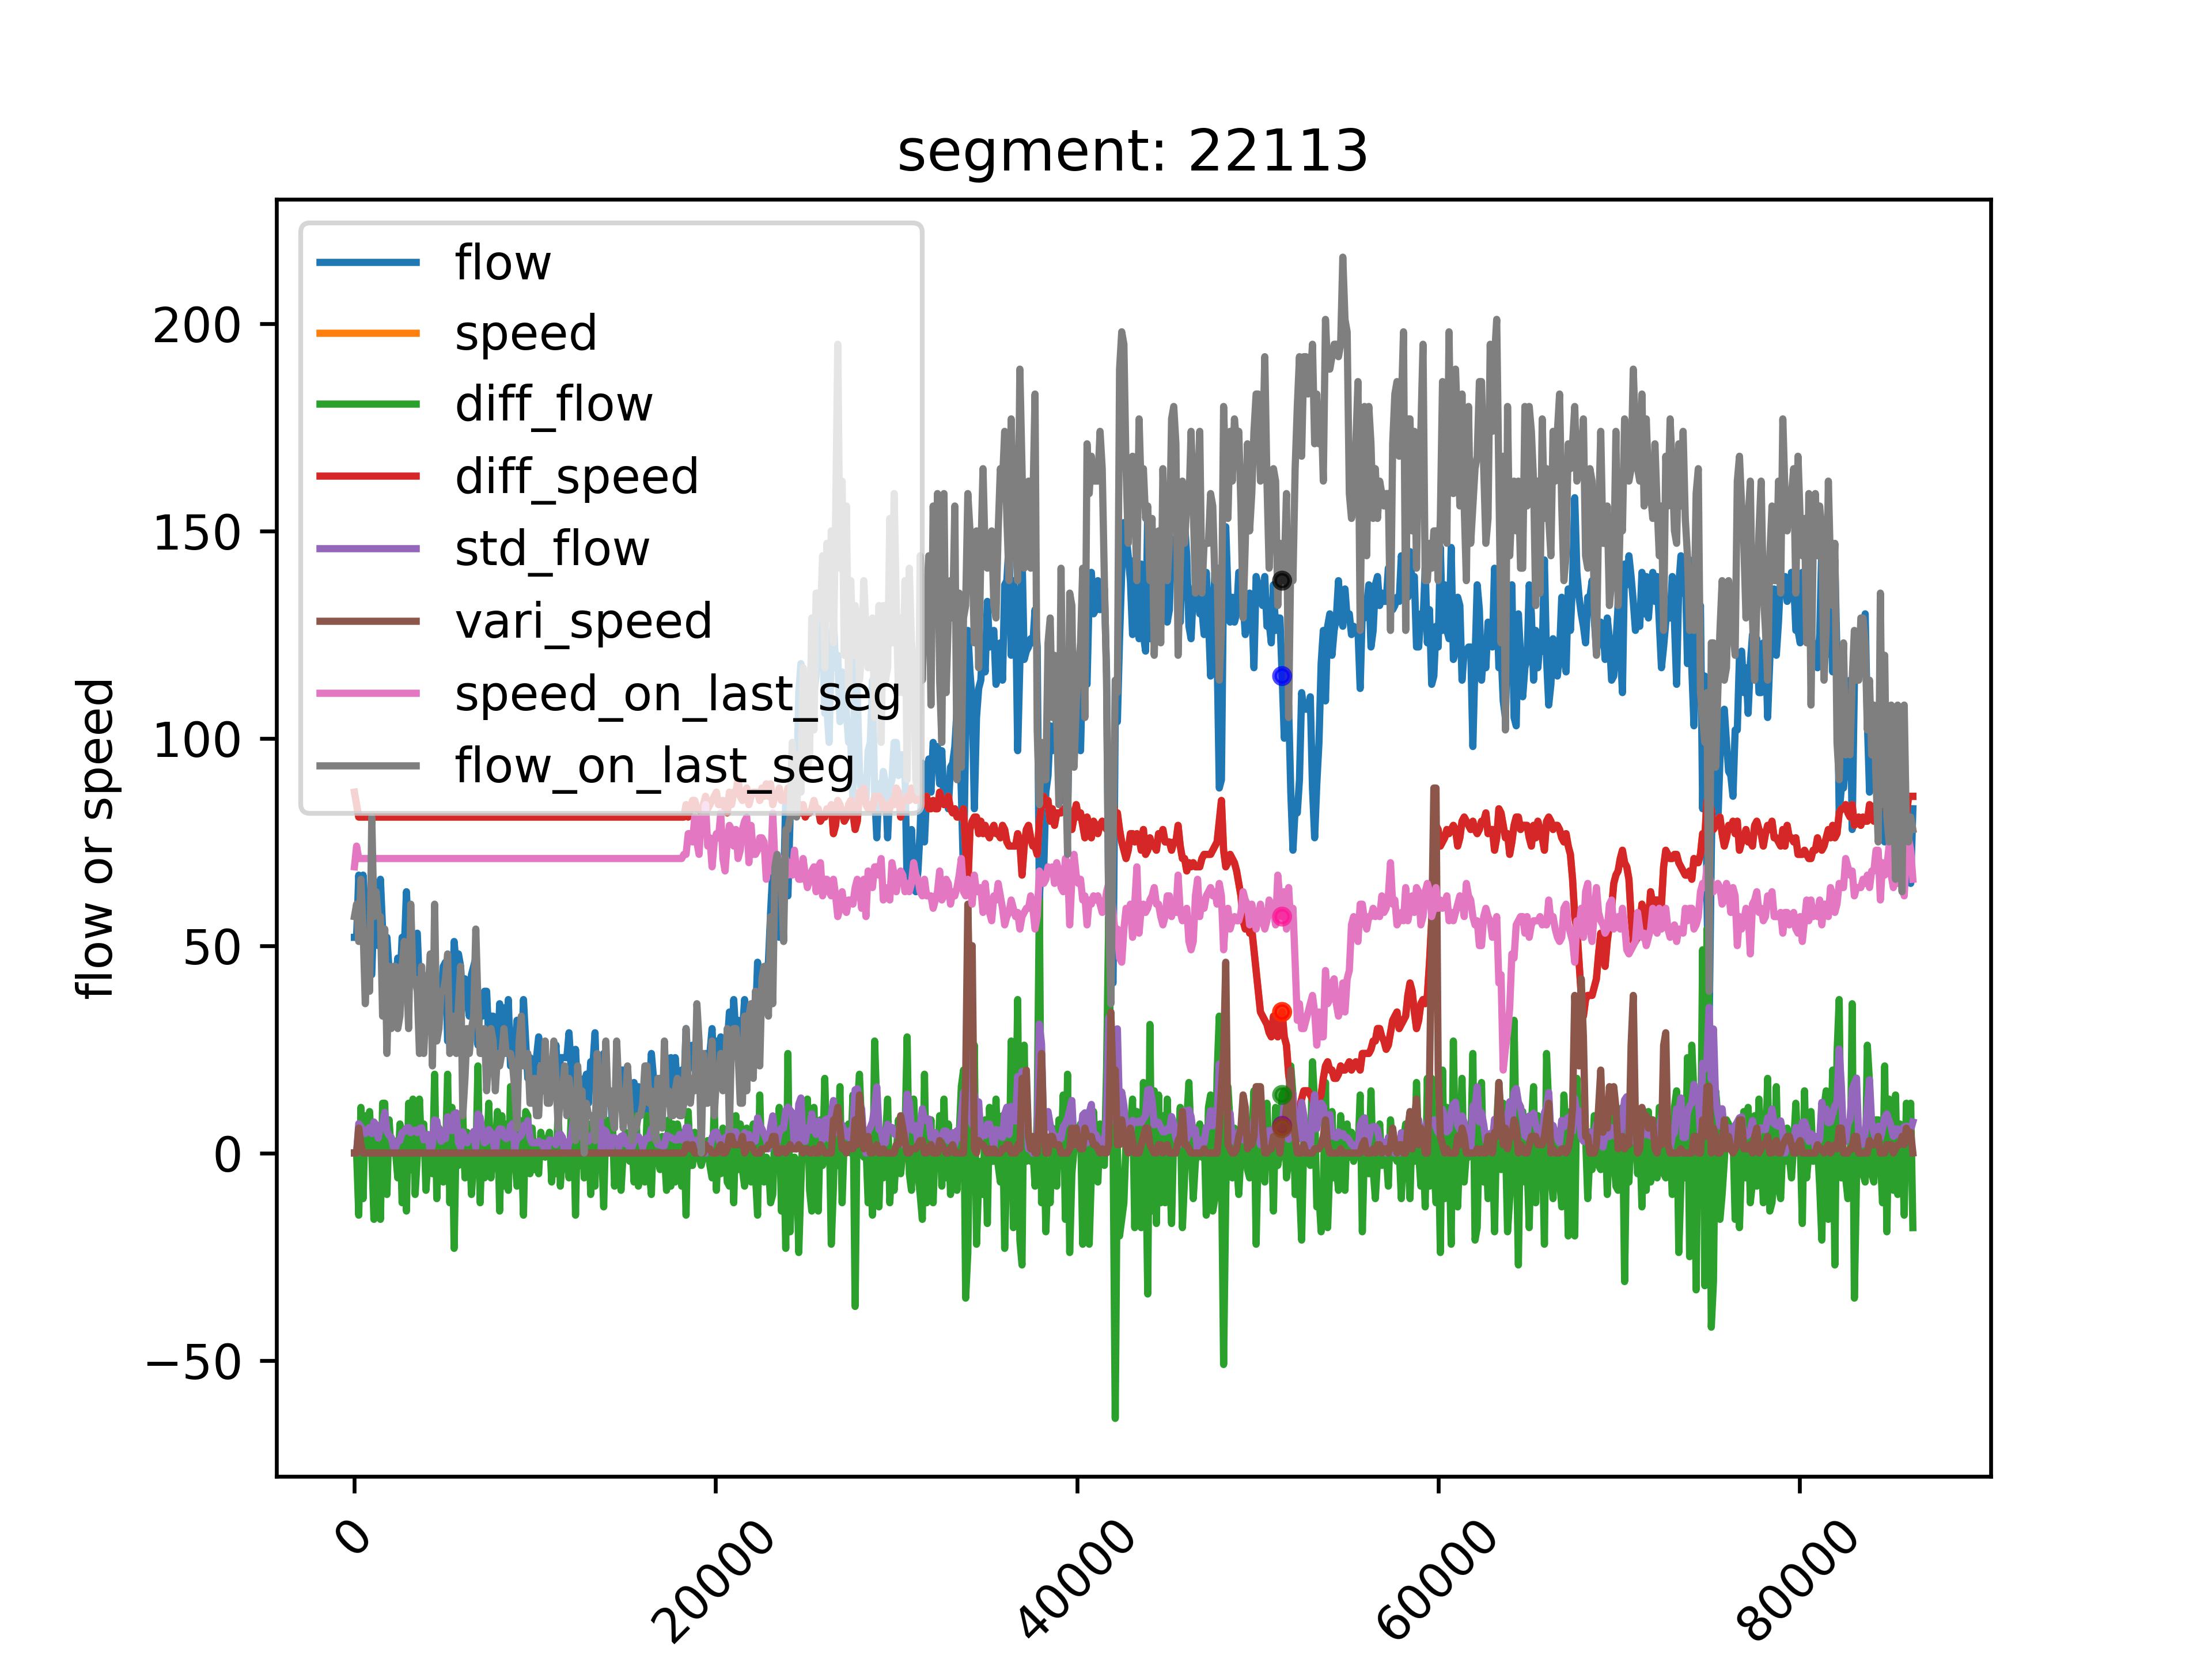 segment: 22113
flow
speed
diff_flow
diff_speed
std_flow
vari_speed
speed_on_last_seg
flow_on_last_seg
flow or speed
200
150
100
50
0
−50
0
20000
40000
60000
80000